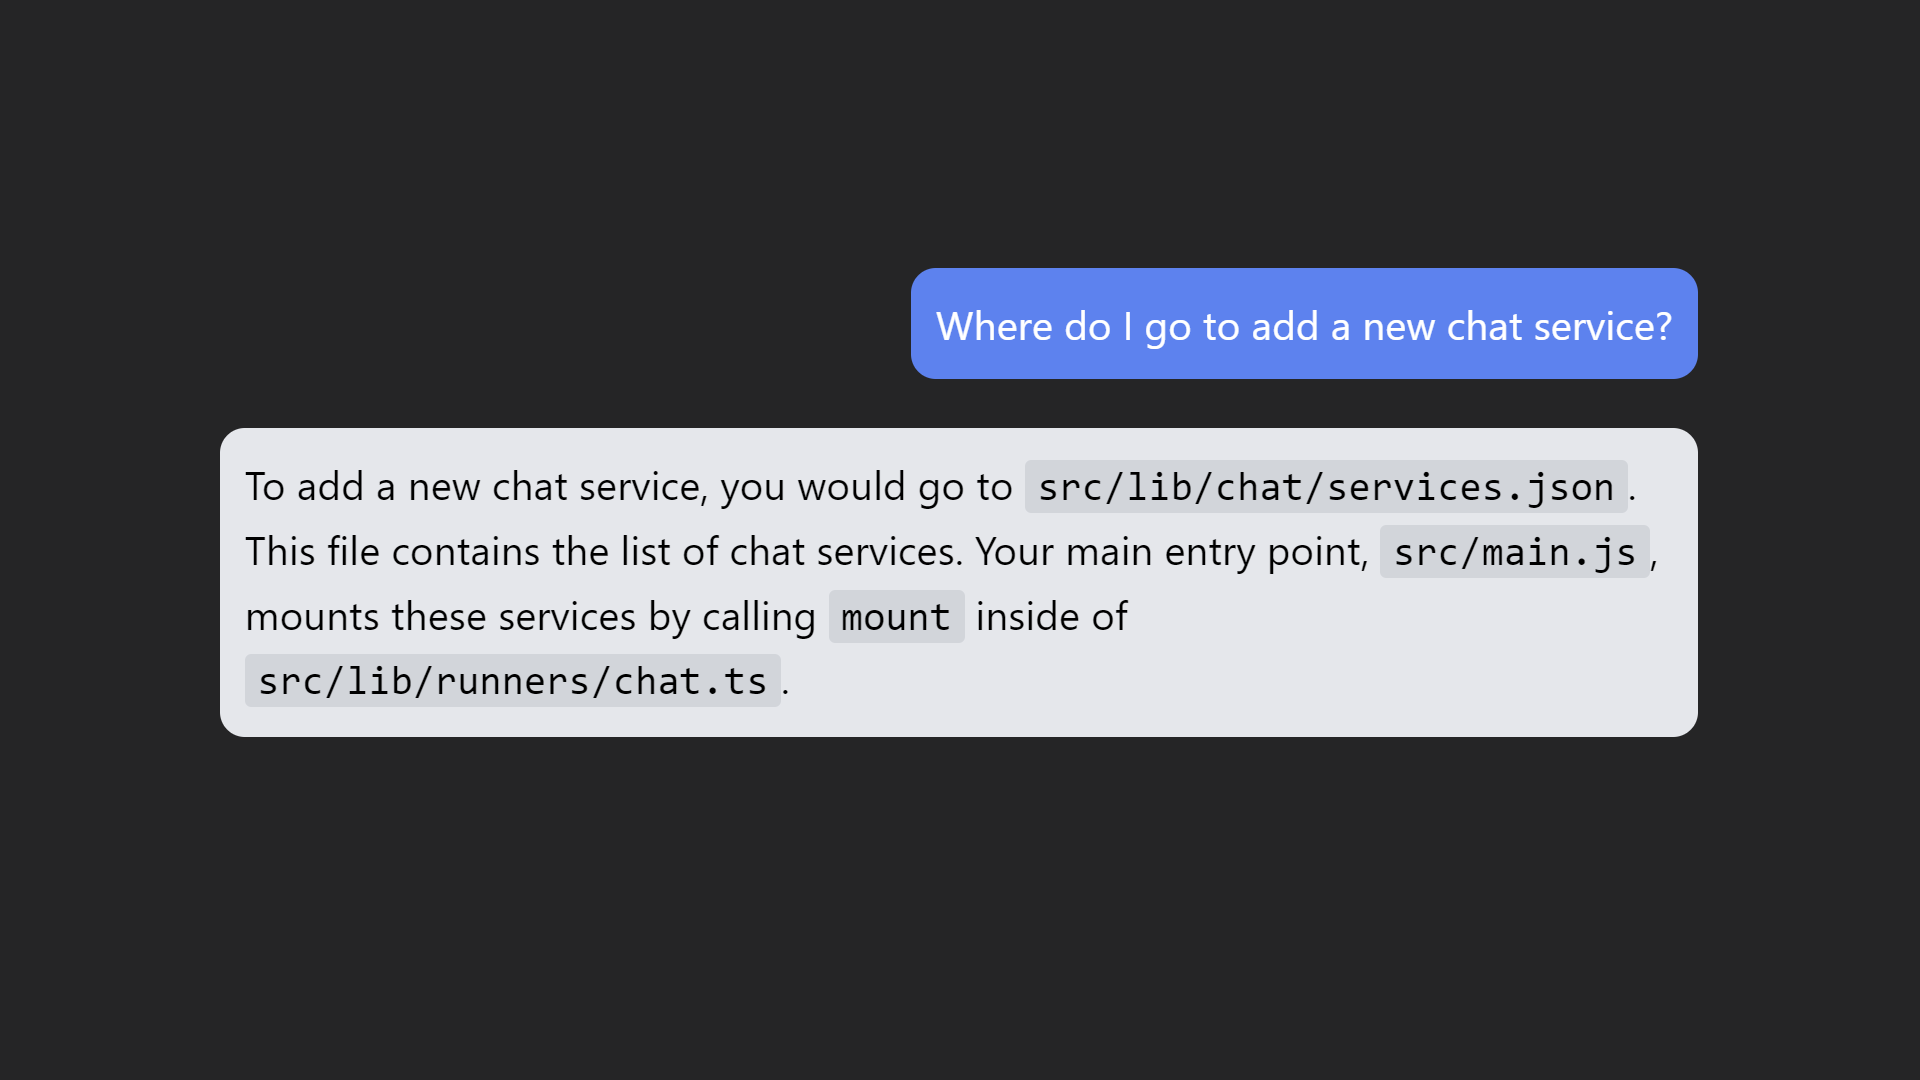 Where do I go to add a new chat service?
To add a new chat service, you would go to src/lib/chat/services.json.
This file contains the list of chat services. Your main entry point, src/main.js,
mounts these services by calling mount inside of
src/lib/runners/chat.ts.